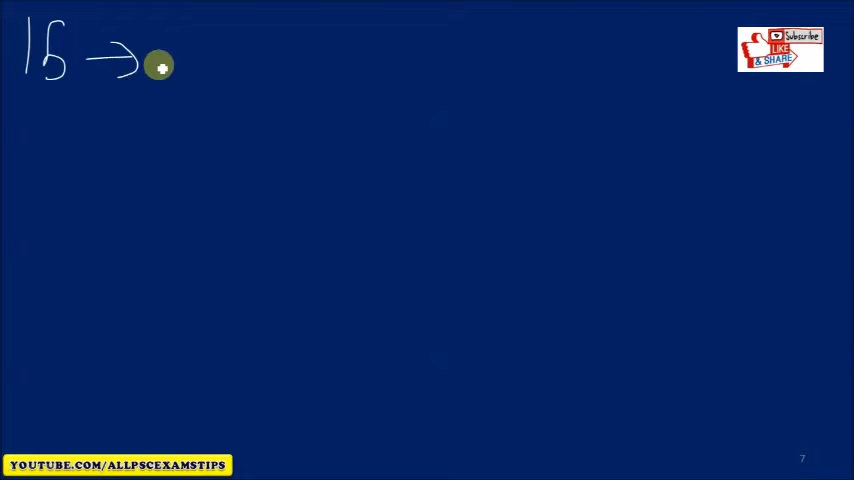 15 →
Subscribe
LIKE
& SHARE
7
YOUTUBE.COM/ALLPSCEXAMSTIPS